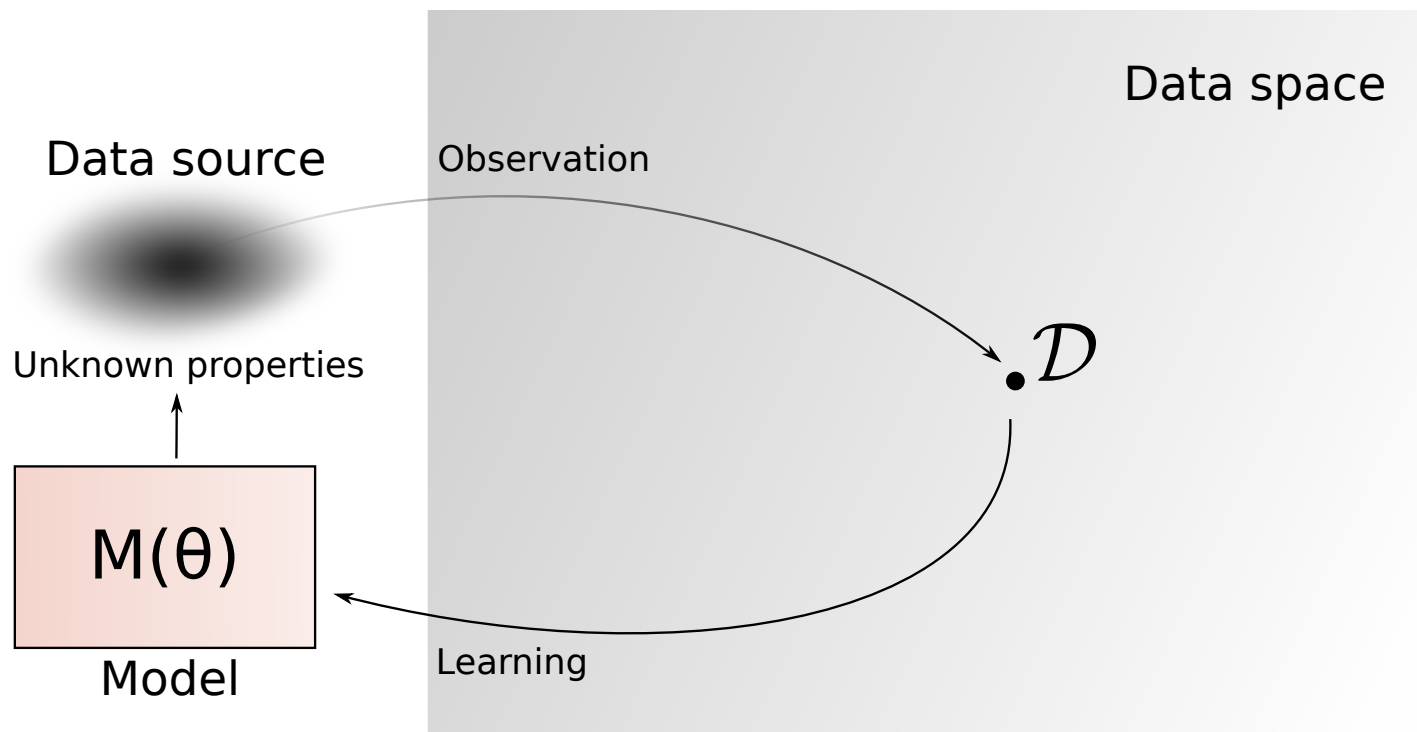 Data space
Data source
Observation
𝒟
Unknown properties
M(θ)
Learning
Model